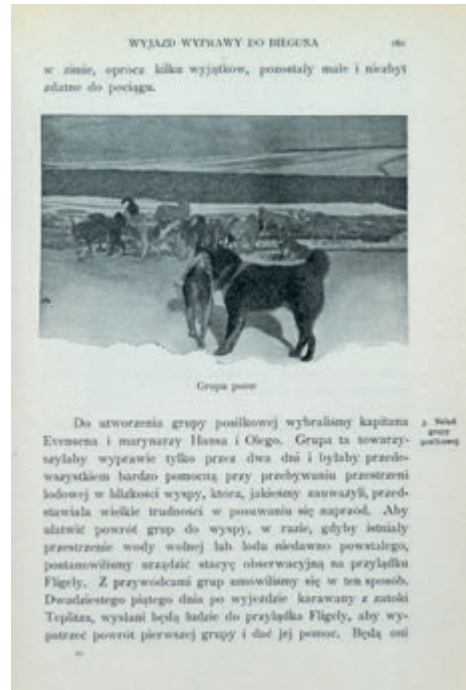 WYJAZD WYPRAWY DO BIEGUNA 161
w zimie, oprócz kilku wyjątków, pozostały małe i niezbyt
zdatne do pociągu.
Grupa psów
Do utworzenia grupy posiłkowej wybraliśmy kapitana
Evensena i marynarzy Hansa i Olego. Grupa ta towarzy-
szyłaby wyprawie tylko przez dwa dni i byłaby przede-
wszystkiem bardzo pomocną przy przebywaniu przestrzeni
lodowej w blizkości wyspy, która, jakieśmy zauważyli, przed-
stawiała wielkie trudności w posuwaniu się naprzód. Aby
ułatwić powrót grup do wyspy, w razie, gdyby istniały
przestrzenie wody wolnej lub lodu niedawno powstałego,
postanowiliśmy urządzić stacyę obserwacyjną na przylądku
Fligely. Z przywódcami grup umówiliśmy się w ten sposób.
Dwudziestego piątego dnia po wyjeździe karawany z zatoki
Teplitza, wysłani będą ludzie do przylądka Fligely, aby wy-
patrzeć powrót pierwszej grupy i dać jej pomoc. Będą oni
grupy
posiłkowej